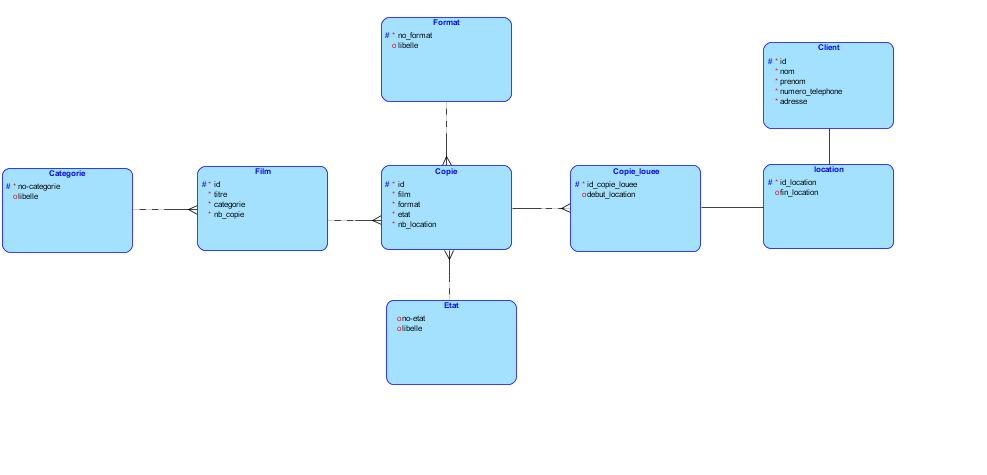 Format
# * no_format
o libelle
Client
# * id
* nom
* prenom
* numero_telephone
* adresse
Categorie
# * no-categorie
o libelle
Film
# * id
* titre
* categorie
* nb_copie
Copie
# * id
* film
* format
* etat
* nb_location
Copie_louee
# * id_copie_louee
o debut_location
location
# * id_location
o fin_location
Etat
o no-etat
o libelle